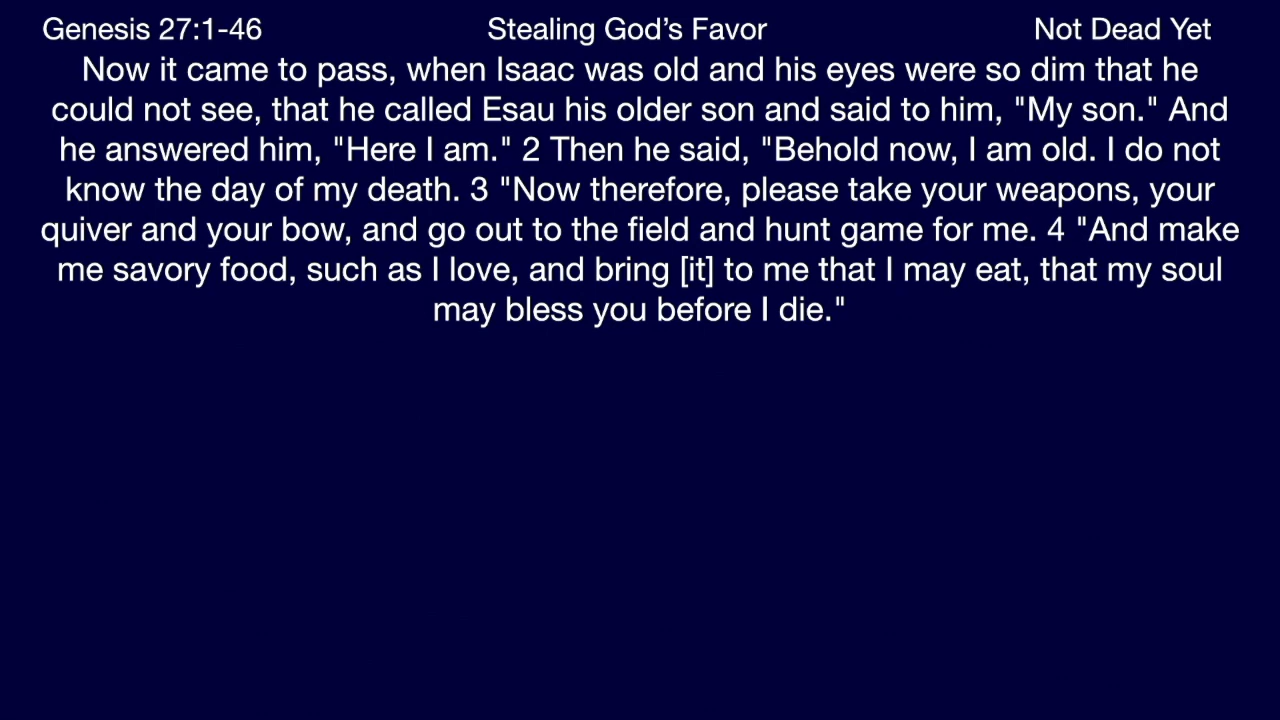 Genesis 27:1-46 Stealing God’s Favor Not Dead Yet
Now it came to pass, when Isaac was old and his eyes were so dim that he
could not see, that he called Esau his older son and said to him, "My son." And
he answered him, "Here I am." 2 Then he said, "Behold now, I am old. I do not
know the day of my death. 3 "Now therefore, please take your weapons, your
quiver and your bow, and go out to the field and hunt game for me. 4 "And make
me savory food, such as I love, and bring [it] to me that I may eat, that my soul
may bless you before I die."